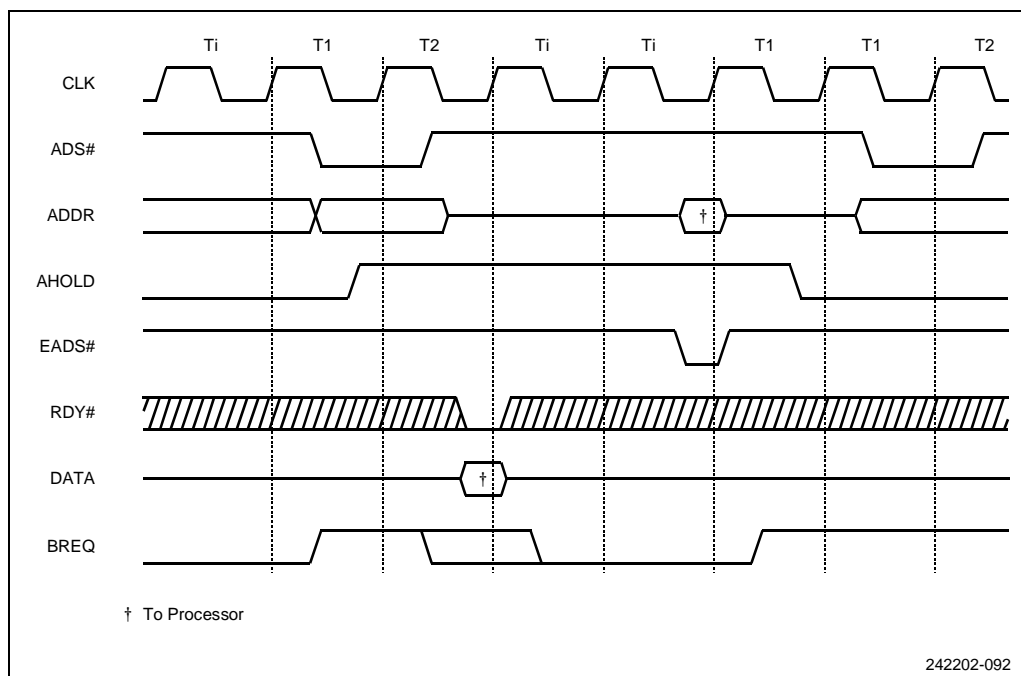 Ti T1 T2 Ti Ti T1 T1 T2
CLK
ADS#
ADDR †
AHOLD
EADS#
RDY#
DATA †
BREQ
† To Processor
242202-092